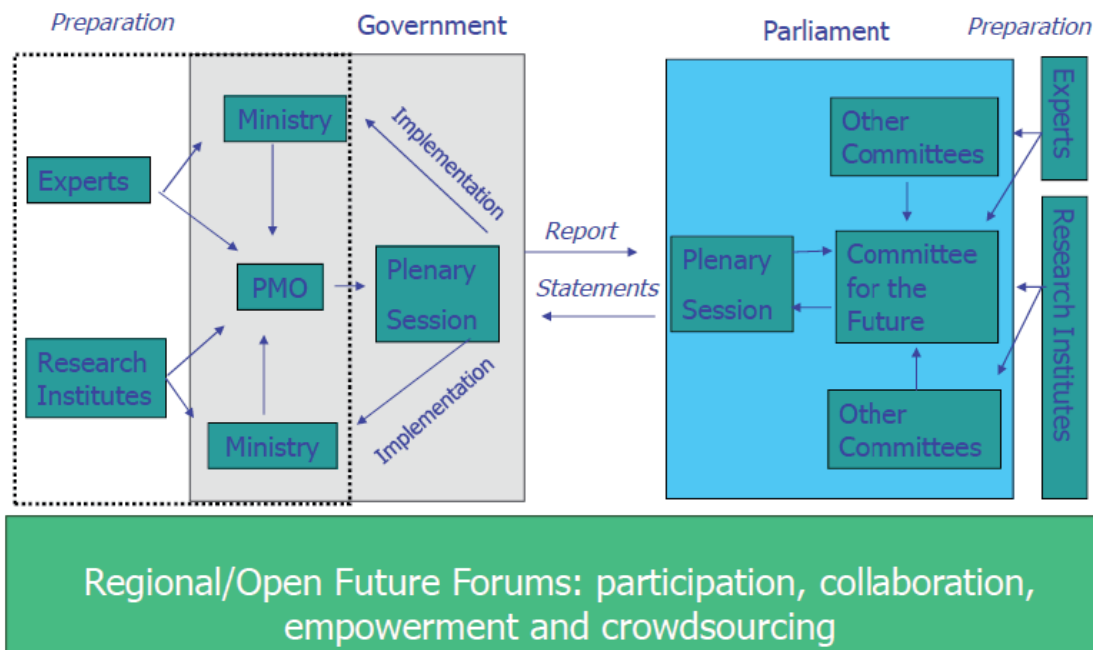 Preparation
Government
Parliament
Preparation
Ministry
Experts
PMO
Research
Institutes
Ministry
Implementation
Plenary
Session
Implementation
Report
Statements
Other
Committees
Plenary
Session
Committee
for the
Future
Other
Committees
Experts
Research Institutes
Regional/Open Future Forums: participation, collaboration,
empowerment and crowdsourcing